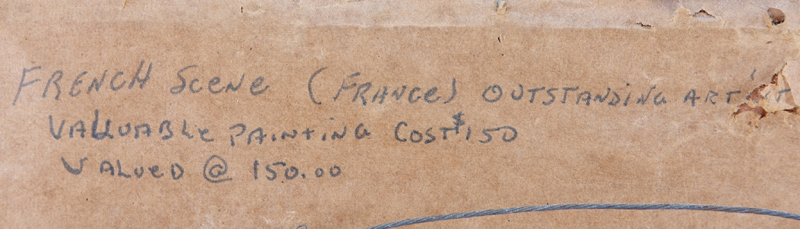 FRENCH SCENE (FRANCE) OUTSTANDING ARTIST
VALUABLE PAINTING COST $150
VALUED @ 150.00